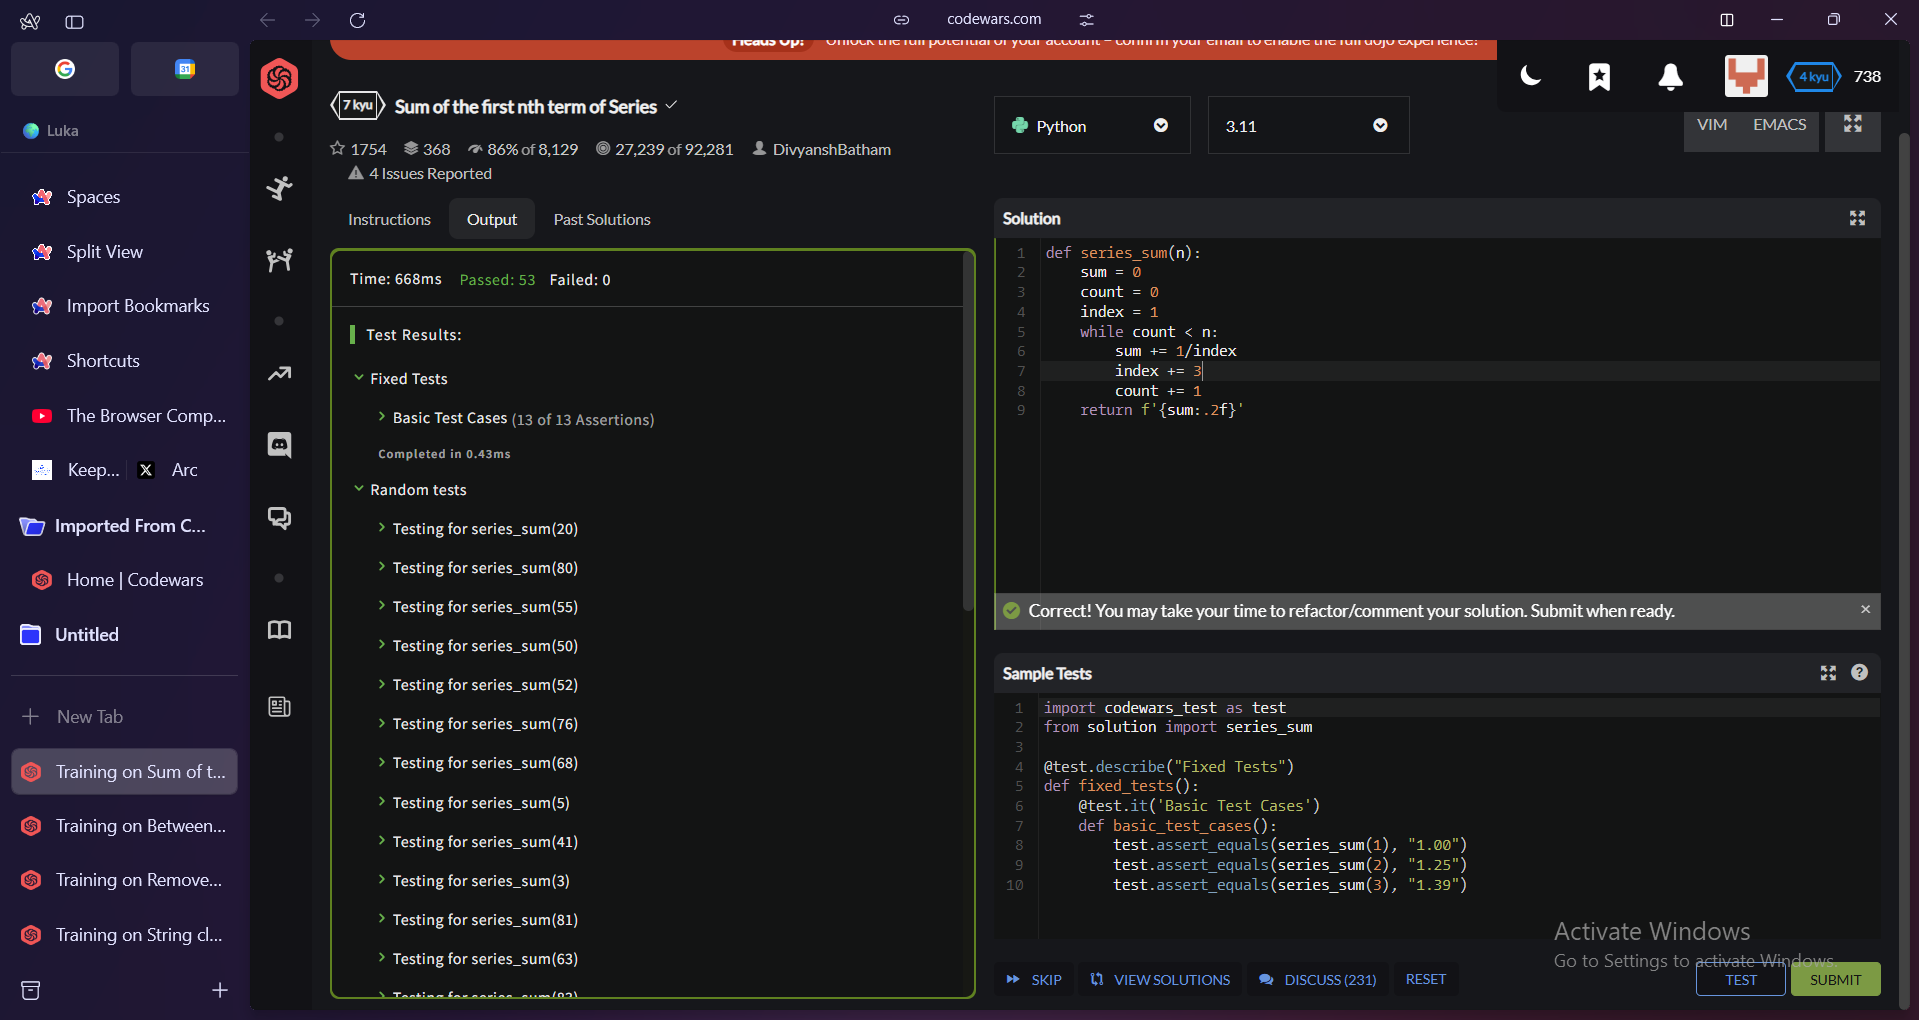 codewars.com
Heads Up! Unlock the full potential of your account – confirm your email to enable the full dojo experience!
31
Luka
Spaces
Split View
Import Bookmarks
Shortcuts
The Browser Comp...
Keep... X Arc
Imported From C...
Home | Codewars
Untitled
New Tab
Training on Sum of t...
Training on Between...
Training on Remove...
Training on String cl...
4 kyu 738
7 kyu Sum of the first nth term of Series
1754 368 86% of 8,129 27,239 of 92,281 DivyanshBatham
4 Issues Reported
Python 3.11
VIM EMACS
Instructions Output Past Solutions
Time: 668ms Passed: 53 Failed: 0
Test Results:
Fixed Tests
Basic Test Cases (13 of 13 Assertions)
Completed in 0.43ms
Random tests
Testing for series_sum(20)
Testing for series_sum(80)
Testing for series_sum(55)
Testing for series_sum(50)
Testing for series_sum(52)
Testing for series_sum(76)
Testing for series_sum(68)
Testing for series_sum(5)
Testing for series_sum(41)
Testing for series_sum(3)
Testing for series_sum(81)
Testing for series_sum(63)
Solution
1 def series_sum(n):
2     sum = 0
3     count = 0
4     index = 1
5     while count < n:
6         sum += 1/index
7         index += 3
8         count += 1
9     return f'{sum:.2f}'
Correct! You may take your time to refactor/comment your solution. Submit when ready.
Sample Tests
1 import codewars_test as test
2 from solution import series_sum
3
4 @test.describe("Fixed Tests")
5 def fixed_tests():
6     @test.it('Basic Test Cases')
7     def basic_test_cases():
8         test.assert_equals(series_sum(1), "1.00")
9         test.assert_equals(series_sum(2), "1.25")
10         test.assert_equals(series_sum(3), "1.39")
Activate Windows
Go to Settings to activate Windows.
SKIP VIEW SOLUTIONS DISCUSS (231) RESET TEST SUBMIT